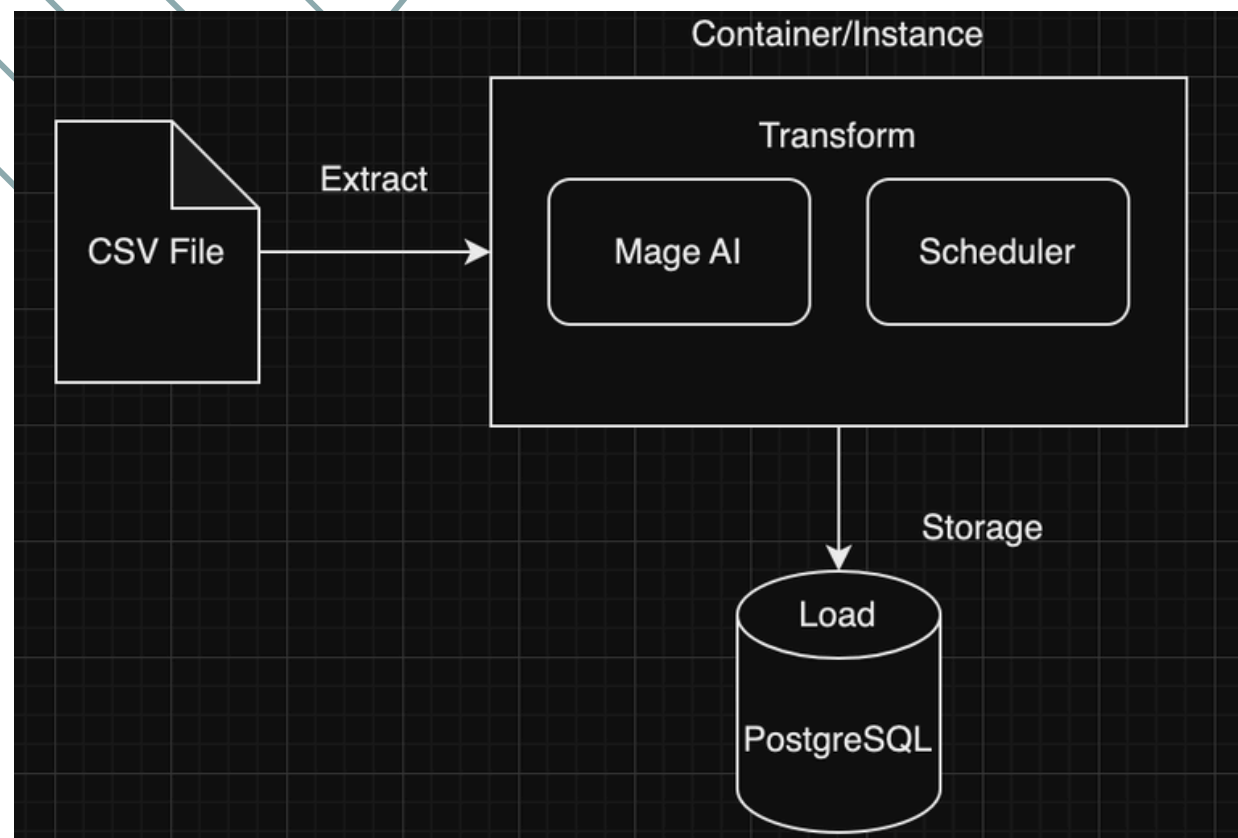 Container/Instance
Transform
Extract
CSV File
Mage AI
Scheduler
Storage
Load
PostgreSQL